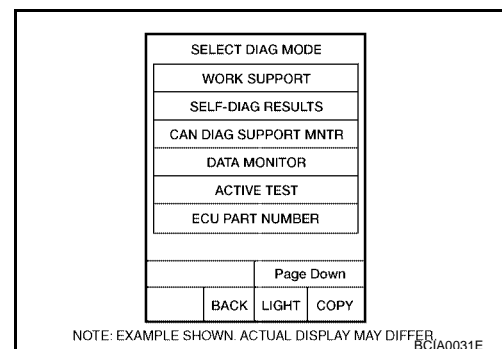 SELECT DIAG MODE
WORK SUPPORT
SELF-DIAG RESULTS
CAN DIAG SUPPORT MNTR
DATA MONITOR
ACTIVE TEST
ECU PART NUMBER
Page Down
BACK LIGHT COPY
NOTE: EXAMPLE SHOWN. ACTUAL DISPLAY MAY DIFFER.
BCIA0031E